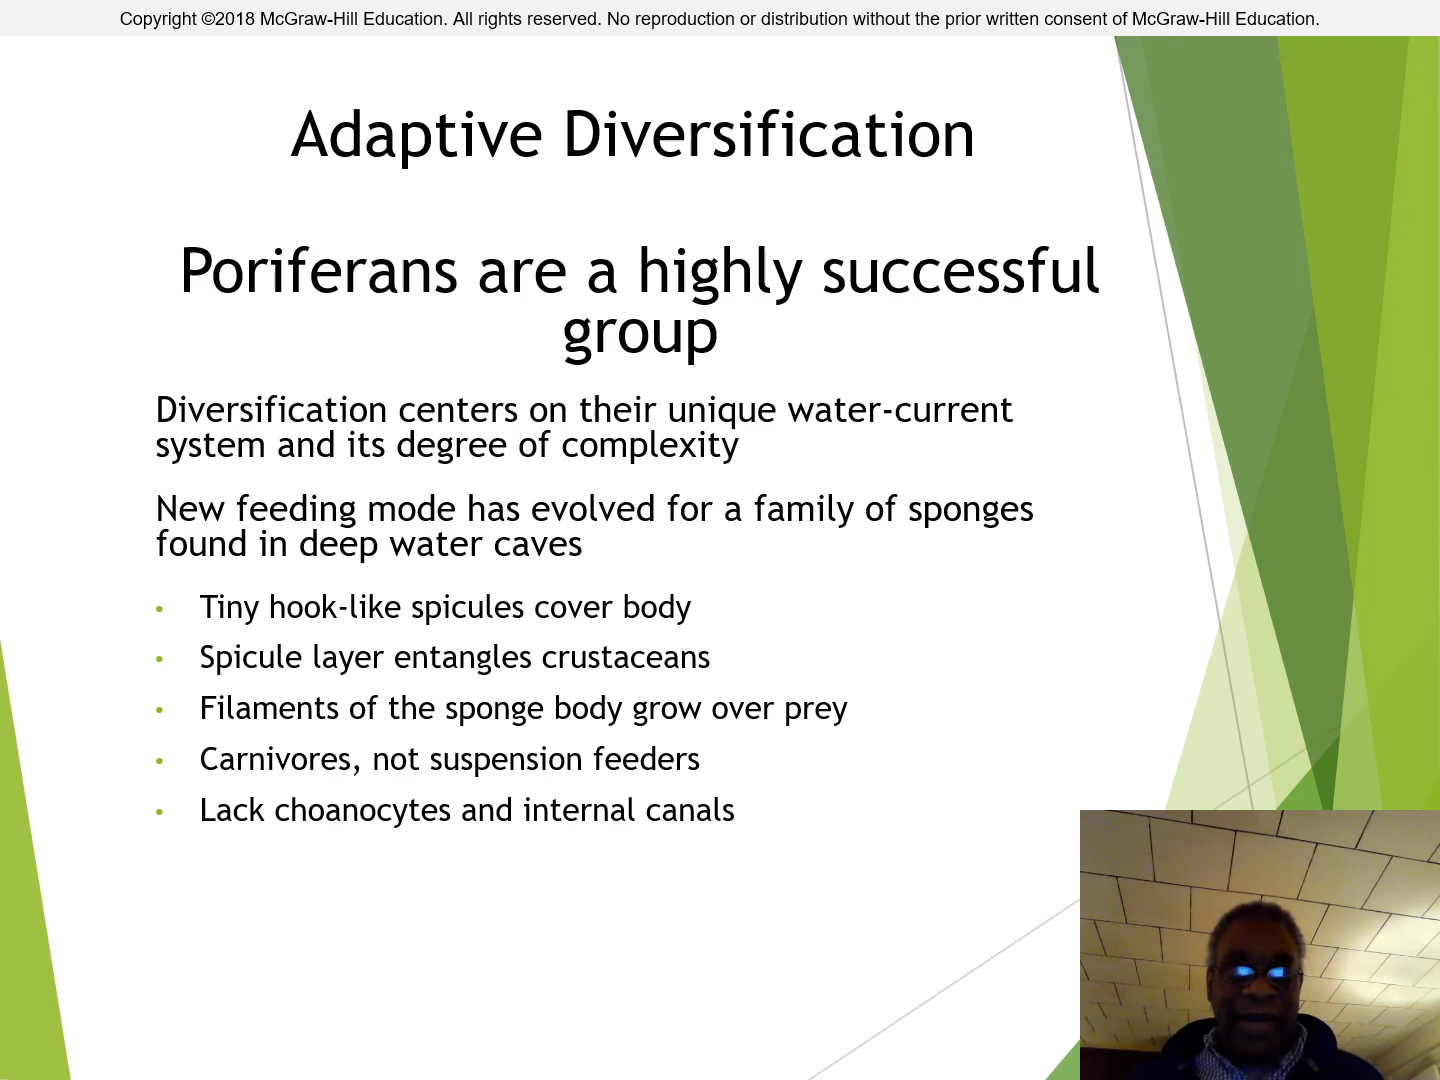 Copyright ©2018 McGraw-Hill Education. All rights reserved. No reproduction or distribution without the prior written consent of McGraw-Hill Education.
Adaptive Diversification
Poriferans are a highly successful
group
Diversification centers on their unique water-current
system and its degree of complexity
New feeding mode has evolved for a family of sponges
found in deep water caves
• Tiny hook-like spicules cover body
• Spicule layer entangles crustaceans
• Filaments of the sponge body grow over prey
• Carnivores, not suspension feeders
• Lack choanocytes and internal canals